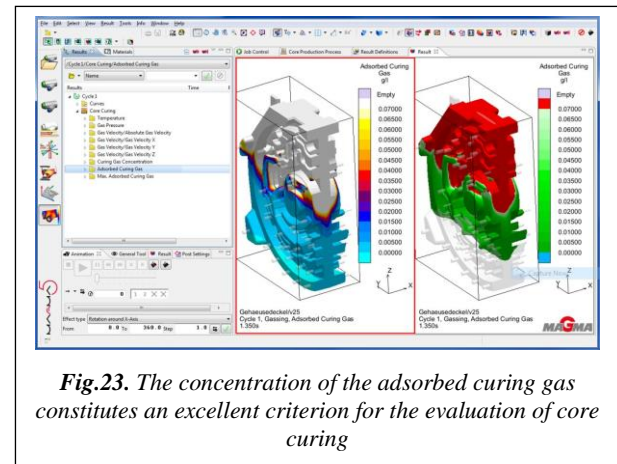 File Edit Select View Result Tools Info Window Help
Results
Materials
Job Control
Core Production Process
Result Definitions
Result
/Cycle 1/Core Curing/Adsorbed Curing Gas
Name
Results
Time
Cycle 1
Curves
Core Curing
Temperature
Gas Pressure
Gas Velocity/Absolute Gas Velocity
Gas Velocity/Gas Velocity X
Gas Velocity/Gas Velocity Y
Gas Velocity/Gas Velocity Z
Curing Gas Concentration
Adsorbed Curing Gas
Max. Adsorbed Curing Gas
Animation
General Tool
Result
Post Settings
0
1
Effect type Rotation around X-Axis
From 0.0 To 360.0 Step 1.0
Adsorbed Curing
Gas
g/l
Empty
0.07000
0.06500
0.06000
0.05500
0.05000
0.04500
0.04000
0.03500
0.03000
0.02500
0.02000
0.01500
0.01000
0.00500
0.00000
Z
Y
X
Gehaeusedeckel/v25
Cycle 1, Gassing, Adsorbed Curing Gas
1.350s
Adsorbed Curing
Gas
g/l
Empty
0.07000
0.06500
0.06000
0.05500
0.05000
0.04500
0.04000
0.03500
0.03000
0.02500
0.02000
0.01500
0.01000
0.00500
0.00000
Z
Y
X
Gehaeusedeckel/v25
Cycle 1, Gassing, Adsorbed Curing Gas
1.350s
MAGMA
Fig.23. The concentration of the adsorbed curing gas
constitutes an excellent criterion for the evaluation of core
curing